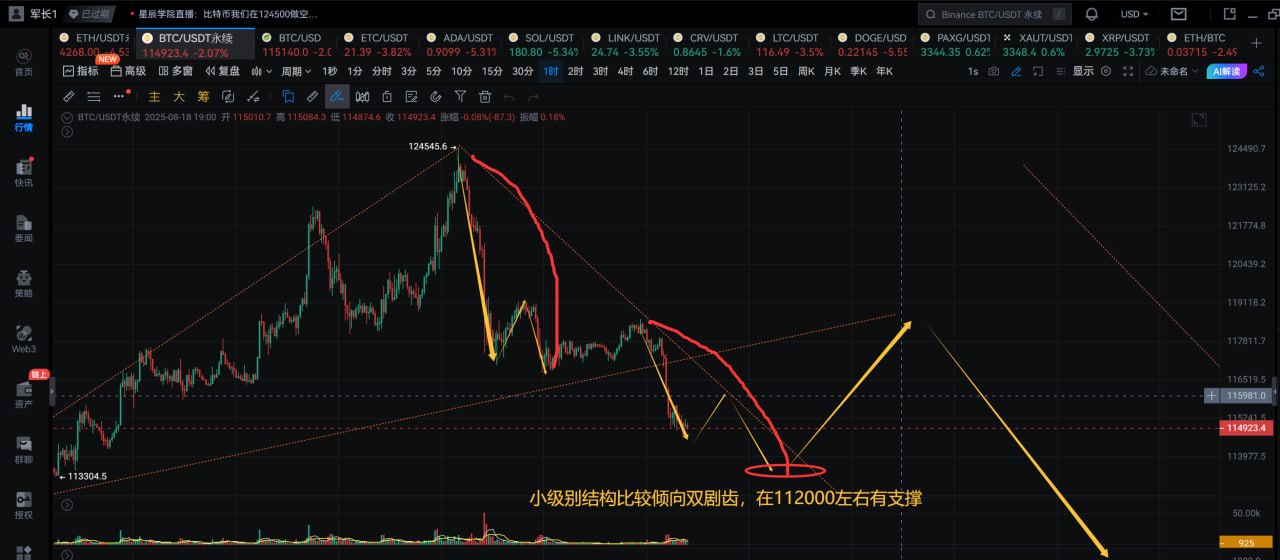 军长1 已过期 星辰学院直播：比特币我们在124500做空... Binance BTC/USDT 永续 / USD
ETH/USDT永 BTC/USDT永续 BTC/USD ETC/USDT ADA/USDT SOL/USDT LINK/USDT CRV/USDT LTC/USDT DOGE/USDT PAXG/USDT XAUT/USDT XRP/USDT ETH/BTC
4268.00 -4.53 114923.4 -2.07% 115140.0 -2.0 21.39 -3.82% 0.9099 -5.31% 180.80 -5.34% 24.74 -3.55% 0.8645 -1.6% 116.49 -3.5% 0.22145 -5.5 3344.35 0.62% 3348.4 0.6% 2.9725 -3.73% 0.03715 -2.4
NEW
指标 高级 多窗 复盘 周期 1秒 1分 分时 3分 5分 10分 15分 30分 1时 2时 3时 4时 6时 12时 1日 2日 3日 5日 周K 月K 季K 年K 1s 显示 未命名 AI解读
主 大 筹
BTC/USDT永续 2025-08-18 19:00 开 115010.7 高 115084.3 低 114874.6 收 114923.4 涨幅 -0.08%(-87.3) 振幅 0.18%
首页
行情
快讯
要闻
策略
Web3
链上
资产
群聊
授权
124545.6
113304.5
小级别结构比较倾向双剧齿，在112000左右有支撑
124490.7
123125.2
121774.8
120439.2
119118.2
117811.7
116519.5
115981.0
115241.5
114923.4
113977.5
50.00k
925